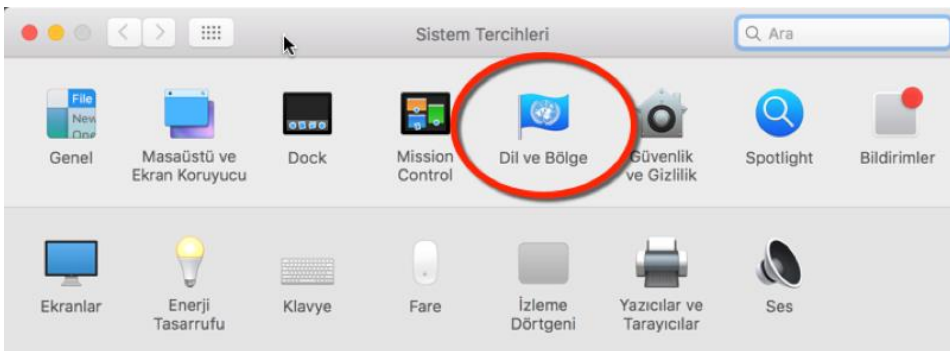 Sistem Tercihleri
Ara
File
New
Ope
Genel
Masaüstü ve
Ekran Koruyucu
Dock
Mission
Control
Dil ve Bölge
Güvenlik
ve Gizlilik
Spotlight
Bildirimler
Ekranlar
Enerji
Tasarrufu
Klavye
Fare
İzleme
Dörtgeni
Yazıcılar ve
Tarayıcılar
Ses